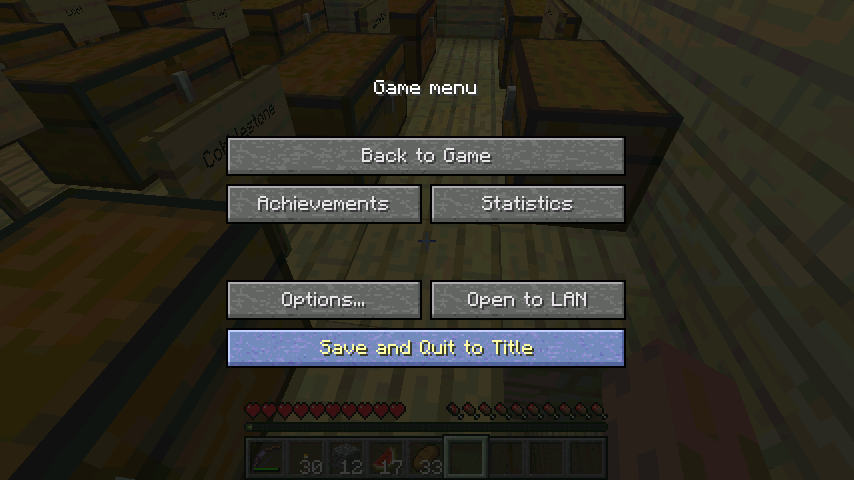 Cobblestone
Game menu
Back to Game
Achievements
Statistics
Options...
Open to LAN
Save and Quit to Title
30
12
17
33